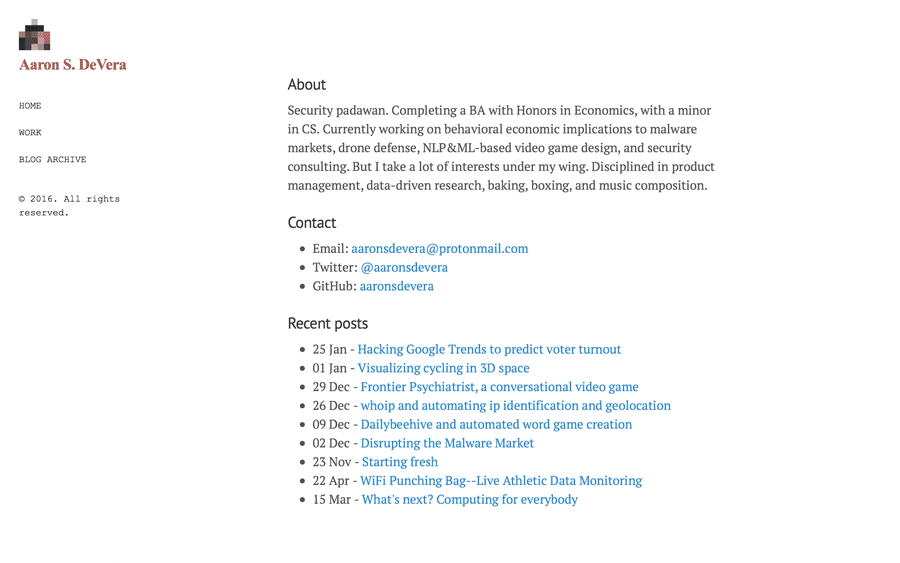 Aaron S. DeVera
HOME
WORK
BLOG ARCHIVE
© 2016. All rights
reserved.
About
Security padawan. Completing a BA with Honors in Economics, with a minor
in CS. Currently working on behavioral economic implications to malware
markets, drone defense, NLP&ML-based video game design, and security
consulting. But I take a lot of interests under my wing. Disciplined in product
management, data-driven research, baking, boxing, and music composition.
Contact
• Email: aaronsdevera@protonmail.com
• Twitter: @aaronsdevera
• GitHub: aaronsdevera
Recent posts
• 25 Jan - Hacking Google Trends to predict voter turnout
• 01 Jan - Visualizing cycling in 3D space
• 29 Dec - Frontier Psychiatrist, a conversational video game
• 26 Dec - whoip and automating ip identification and geolocation
• 09 Dec - Dailybeehive and automated word game creation
• 02 Dec - Disrupting the Malware Market
• 23 Nov - Starting fresh
• 22 Apr - WiFi Punching Bag--Live Athletic Data Monitoring
• 15 Mar - What's next? Computing for everybody